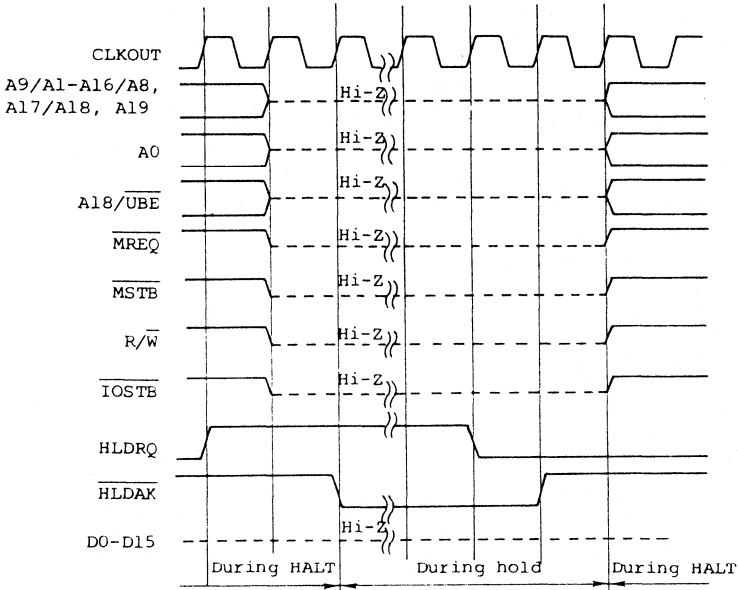 CLKOUT
A9/A1-A16/A8,
A17/A18, A19
Hi-Z
A0
Hi-Z
A18/UBE
Hi-Z
MREQ
Hi-Z
MSTB
Hi-Z
R/W
Hi-Z
IOSTB
Hi-Z
HLDRQ
HLDAK
D0-D15
Hi-Z
During HALT
During hold
During HALT